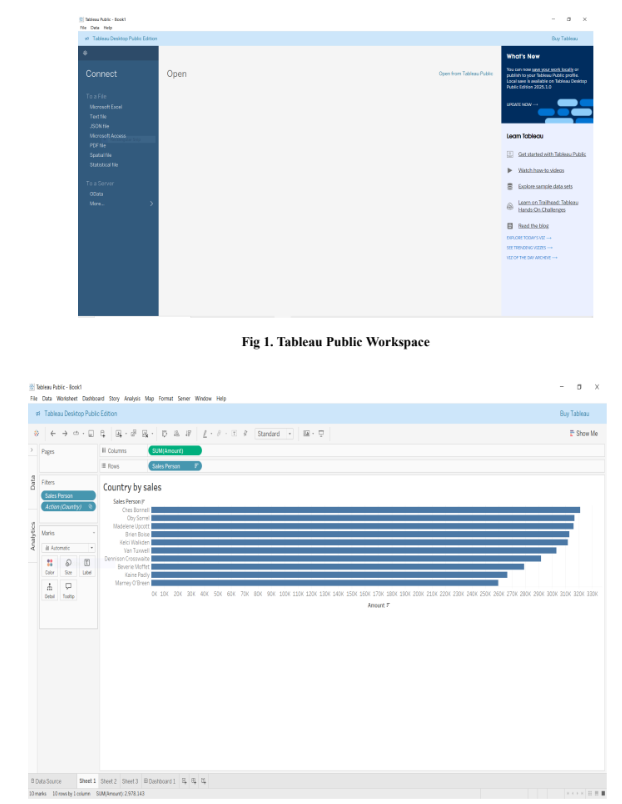 Tableau Public - Book1
File Data Help
Tableau Desktop Public Edition
Buy Tableau
Connect
To a File
Microsoft Excel
Text file
JSON file
Microsoft Access
PDF file
Spatial file
Statistical file
To a Server
OData
More...
Open
Open from Tableau Public
What's New
You can now save your work locally or
publish to your Tableau Public profile.
Local save is available on Tableau Desktop
Public Edition 2025.1.0
UPDATE NOW
Learn Tableau
Get started with Tableau Public
Watch how-to videos
Explore sample data sets
Learn on Trailhead: Tableau
Hands On Challenges
Read the blog
EXPLORE TODAY'S VIZ
SEE TRENDING VIZZES
VIZ OF THE DAY ARCHIVE
Fig 1. Tableau Public Workspace
Tableau Public - Book1
File Data Worksheet Dashboard Story Analysis Map Format Server Window Help
Tableau Desktop Public Edition
Buy Tableau
Standard
Show Me
Data
Analytics
Pages
Filters
Sales Person
Action (Country)
Marks
Automatic
Color Size Label
Detail Tooltip
Columns SUM(Amount)
Rows Sales Person
Country by sales
Sales Person
Ches Bonnell
Oby Sorrel
Madelene Upcott
Brien Boise
Kelci Walkden
Van Tuxwell
Dennison Crosswaite
Beverie Moffet
Kaine Padly
Marney O'Breen
0K 10K 20K 30K 40K 50K 60K 70K 80K 90K 100K 110K 120K 130K 140K 150K 160K 170K 180K 190K 200K 210K 220K 230K 240K 250K 260K 270K 280K 290K 300K 310K 320K 330K
Amount
Data Source Sheet 1 Sheet 2 Sheet 3 Dashboard 1
10 marks 10 rows by 1 column SUM(Amount): 2,978,143